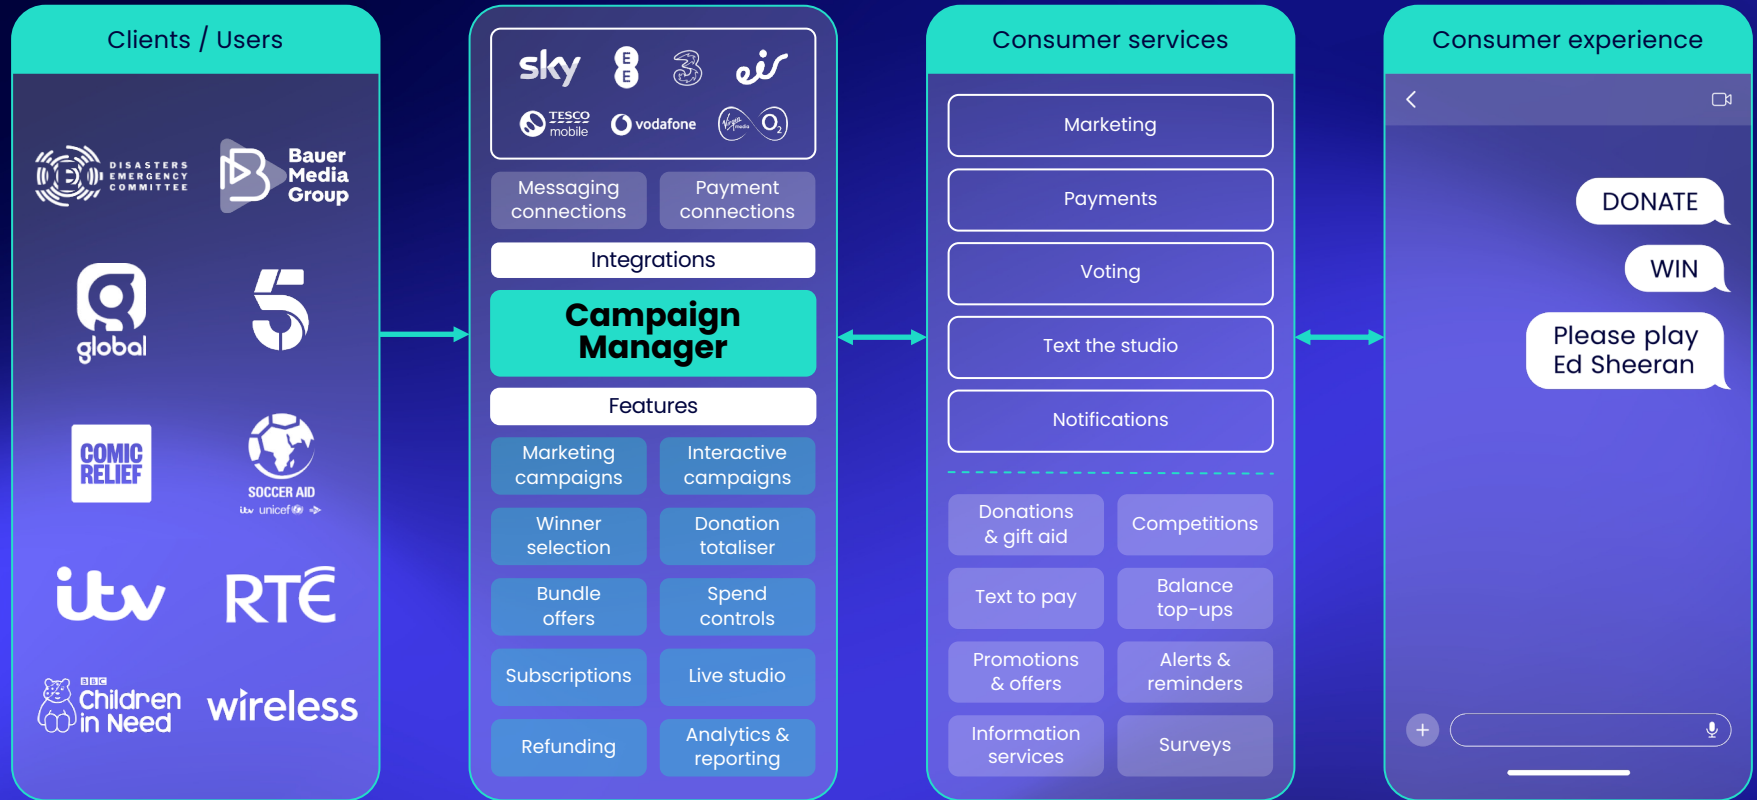 Clients / Users
DISASTERS
EMERGENCY
COMMITTEE
Bauer
Media
Group
global
5
COMIC
RELIEF
SOCCER AID
itv unicef
itv
RTÉ
BBC
Children
in Need
wireless
sky
EE
3
eir
TESCO
mobile
vodafone
Virgin
media
O2
Messaging
connections
Payment
connections
Integrations
Campaign
Manager
Features
Marketing
campaigns
Interactive
campaigns
Winner
selection
Donation
totaliser
Bundle
offers
Spend
controls
Subscriptions
Live studio
Refunding
Analytics &
reporting
Consumer services
Marketing
Payments
Voting
Text the studio
Notifications
Donations
& gift aid
Competitions
Text to pay
Balance
top-ups
Promotions
& offers
Alerts &
reminders
Information
services
Surveys
Consumer experience
DONATE
WIN
Please play
Ed Sheeran